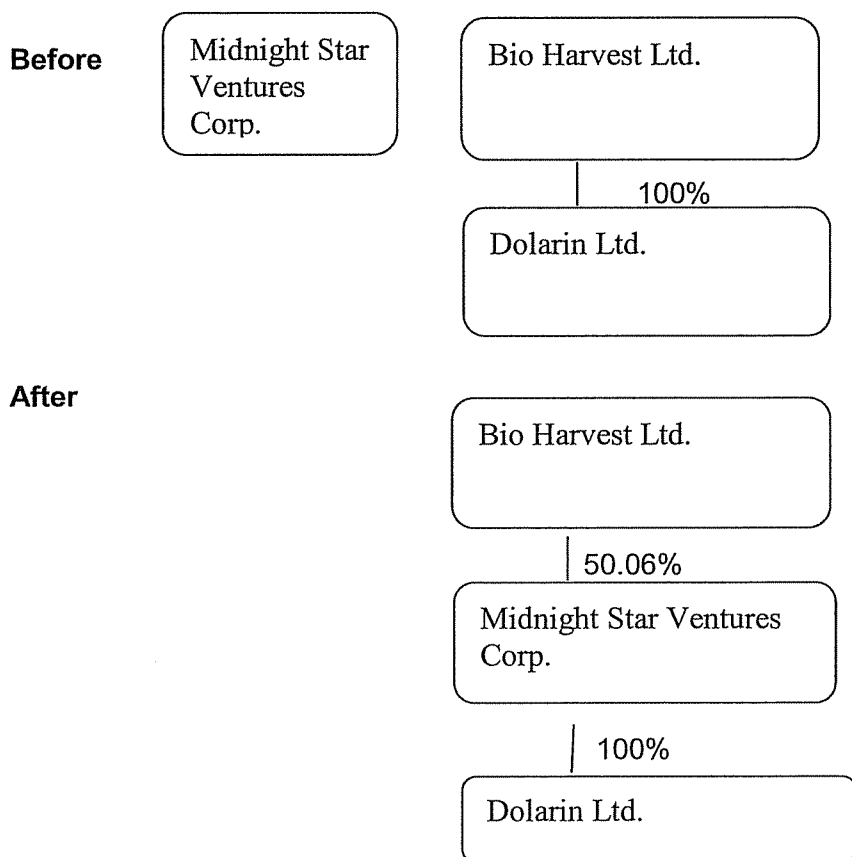 Before
Midnight Star
Ventures
Corp.
Bio Harvest Ltd.
100%
Dolarin Ltd.
After
Bio Harvest Ltd.
50.06%
Midnight Star Ventures
Corp.
100%
Dolarin Ltd.